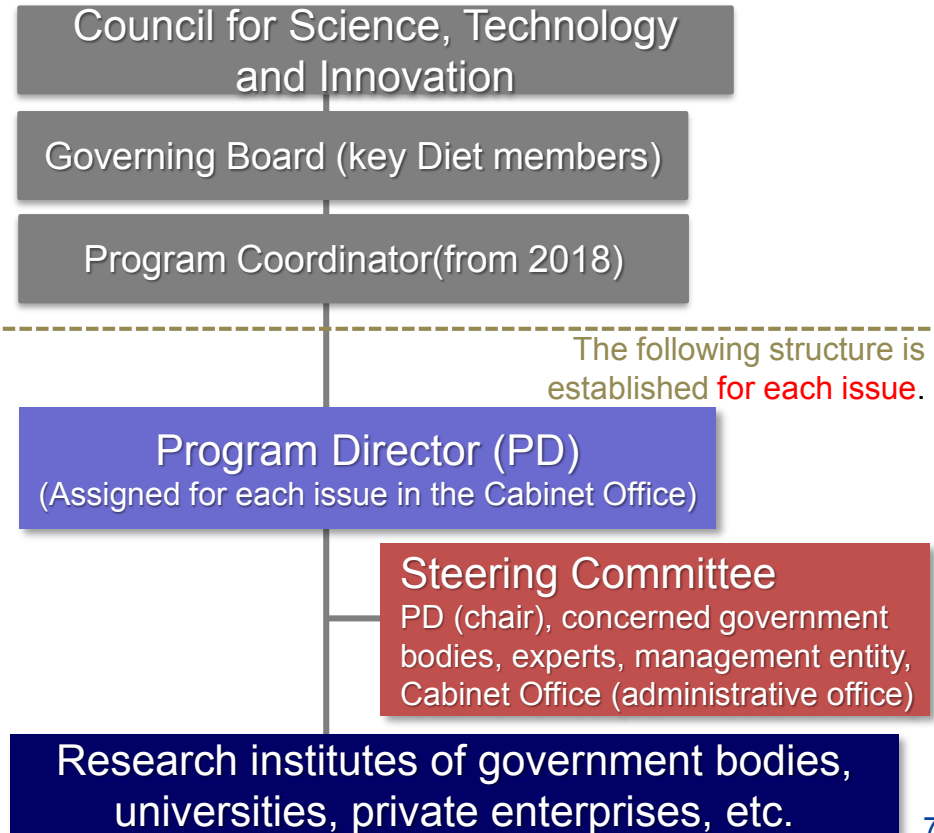 Council for Science, Technology
and Innovation
Governing Board (key Diet members)
Program Coordinator(from 2018)
The following structure is
established for each issue.
Program Director (PD)
(Assigned for each issue in the Cabinet Office)
Steering Committee
PD (chair), concerned government
bodies, experts, management entity,
Cabinet Office (administrative office)
Research institutes of government bodies,
universities, private enterprises, etc.
7